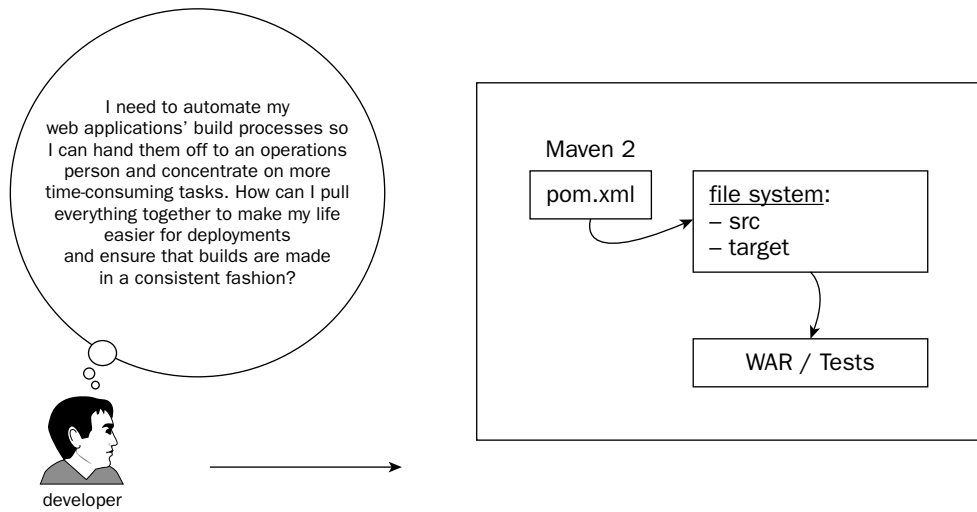 I need to automate my
web applications’ build processes so
I can hand them off to an operations
person and concentrate on more
time-consuming tasks. How can I pull
everything together to make my life
easier for deployments
and ensure that builds are made
in a consistent fashion?
developer
Maven 2
pom.xml
file system:
– src
– target
WAR / Tests